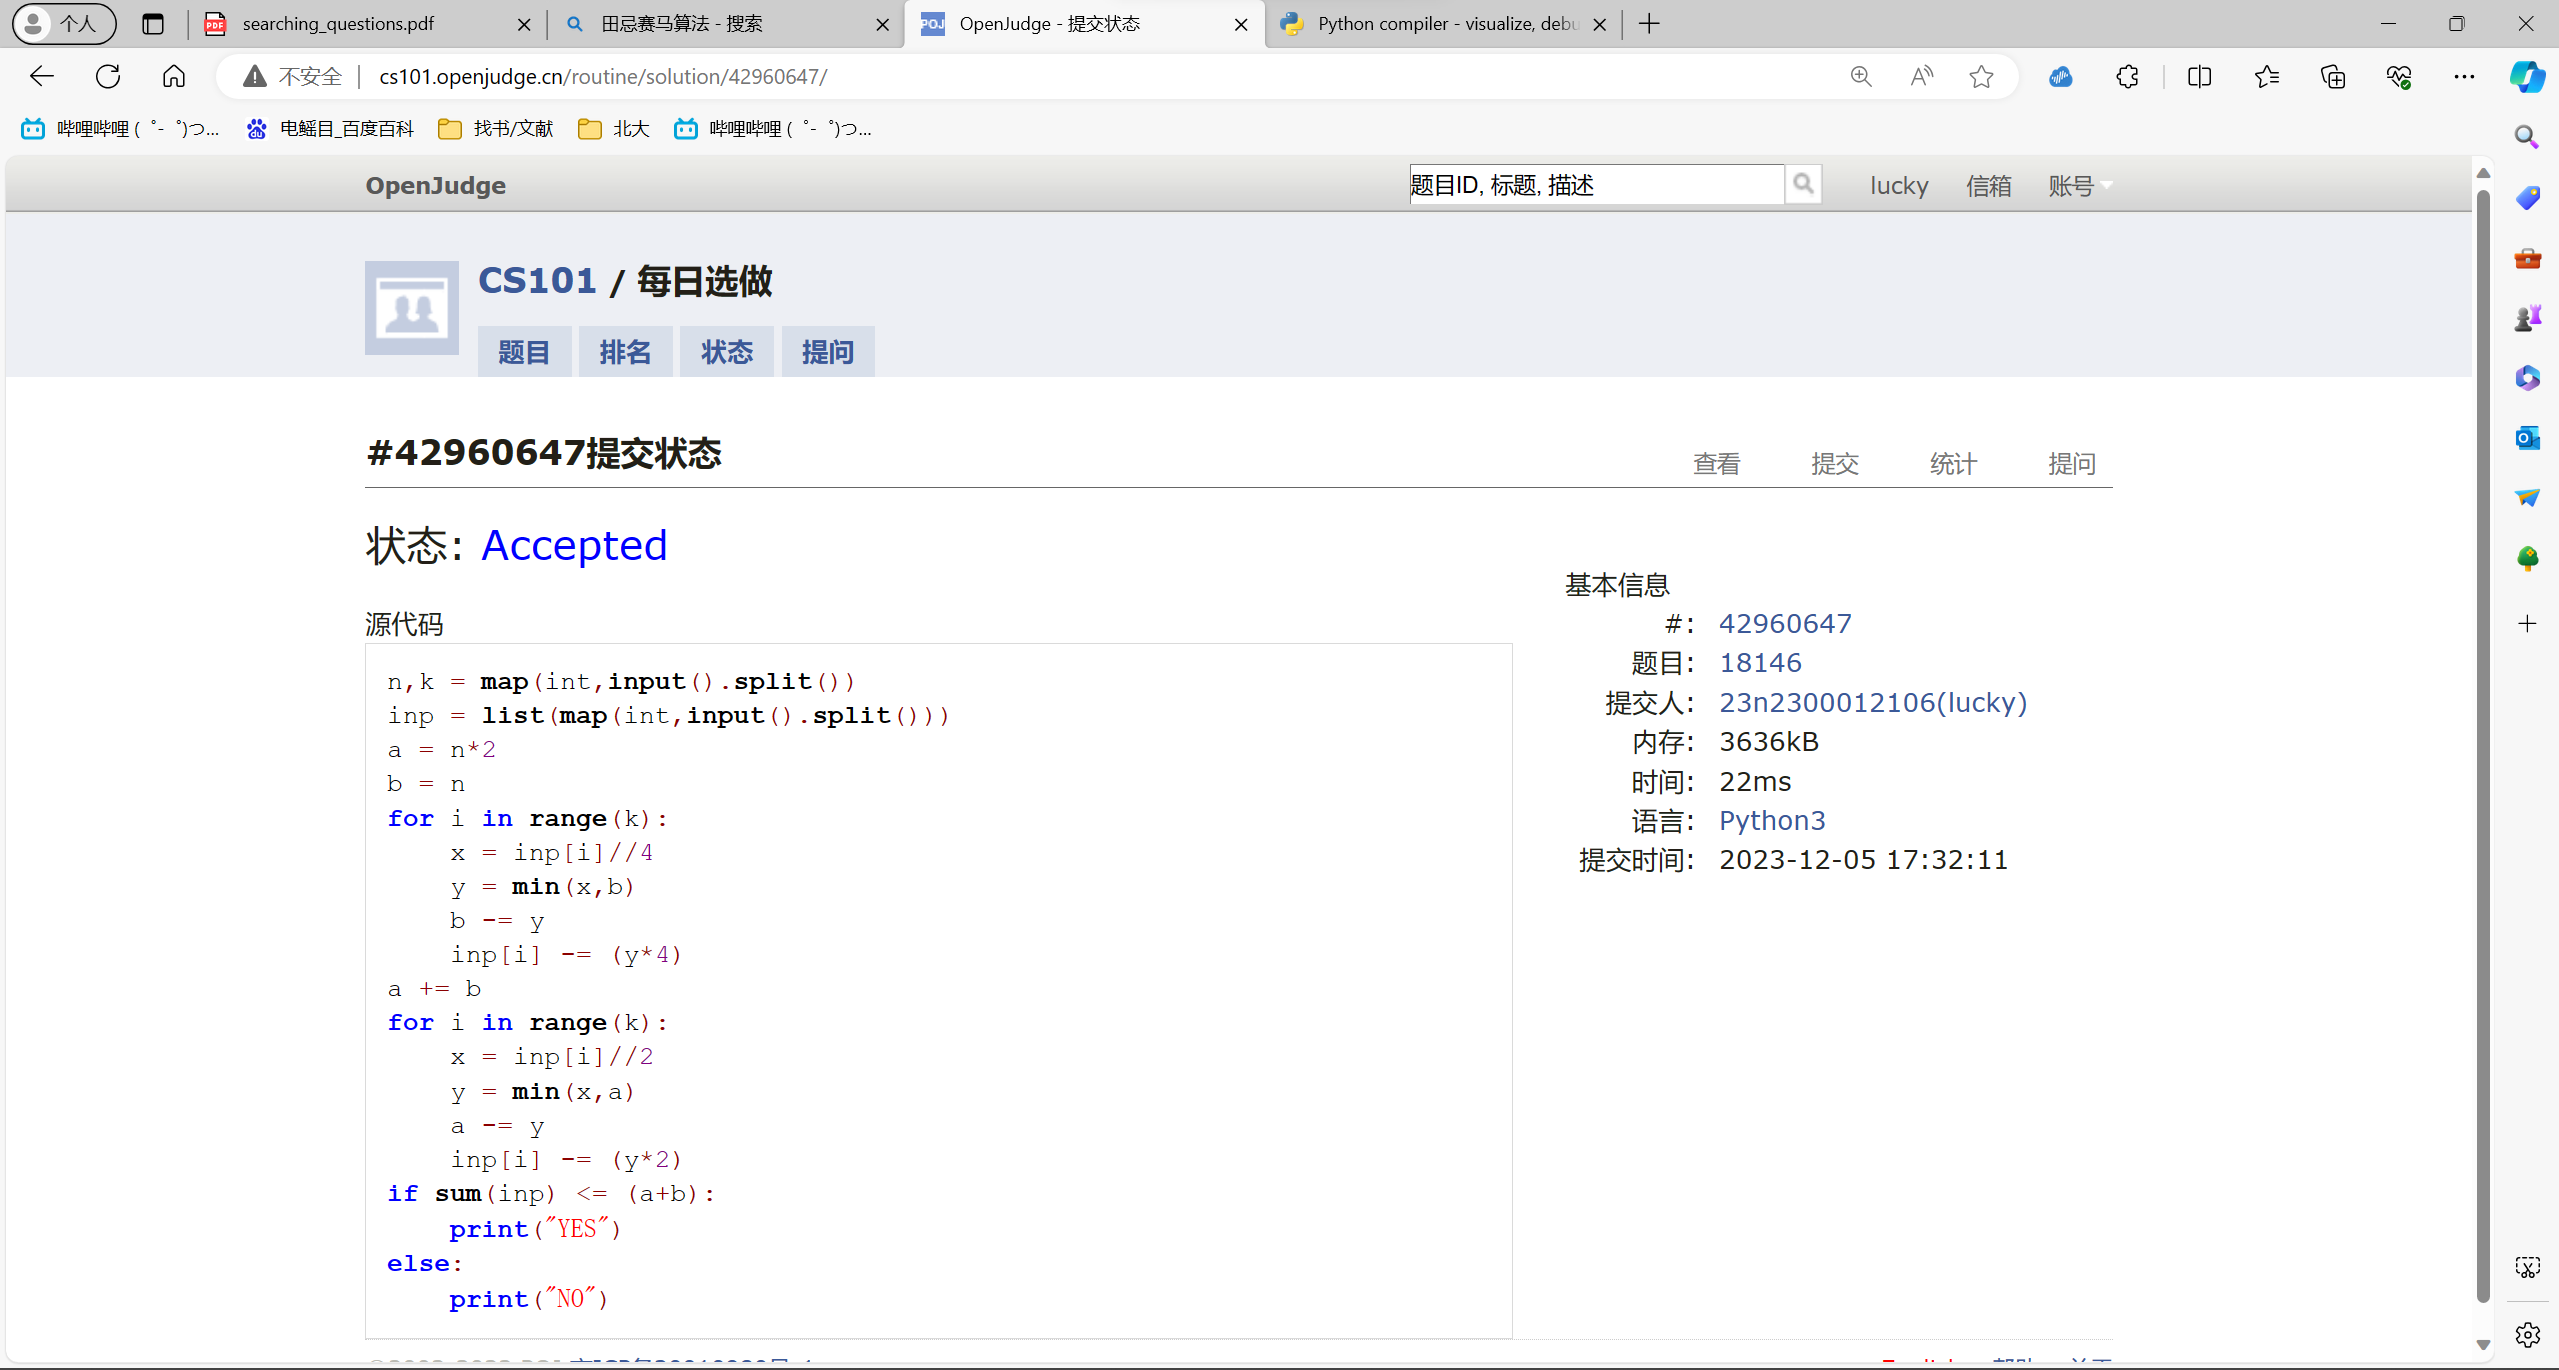 个人
searching_questions.pdf
田忌赛马算法 - 搜索
OpenJudge - 提交状态
Python compiler - visualize, debu
不安全
cs101.openjudge.cn/routine/solution/42960647/
哔哩哔哩 (゜-゜)つ...
电鳐目_百度百科
找书/文献
北大
哔哩哔哩 (゜-゜)つ...
OpenJudge
题目ID, 标题, 描述
lucky
信箱
账号
CS101 / 每日选做
题目 排名 状态 提问
#42960647提交状态
查看 提交 统计 提问
状态: Accepted
源代码
n,k = map(int,input().split())
inp = list(map(int,input().split()))
a = n*2
b = n
for i in range(k):
    x = inp[i]//4
    y = min(x,b)
    b -= y
    inp[i] -= (y*4)
a += b
for i in range(k):
    x = inp[i]//2
    y = min(x,a)
    a -= y
    inp[i] -= (y*2)
if sum(inp) <= (a+b):
    print("YES")
else:
    print("NO")
基本信息
#: 42960647
题目: 18146
提交人: 23n2300012106(lucky)
内存: 3636kB
时间: 22ms
语言: Python3
提交时间: 2023-12-05 17:32:11